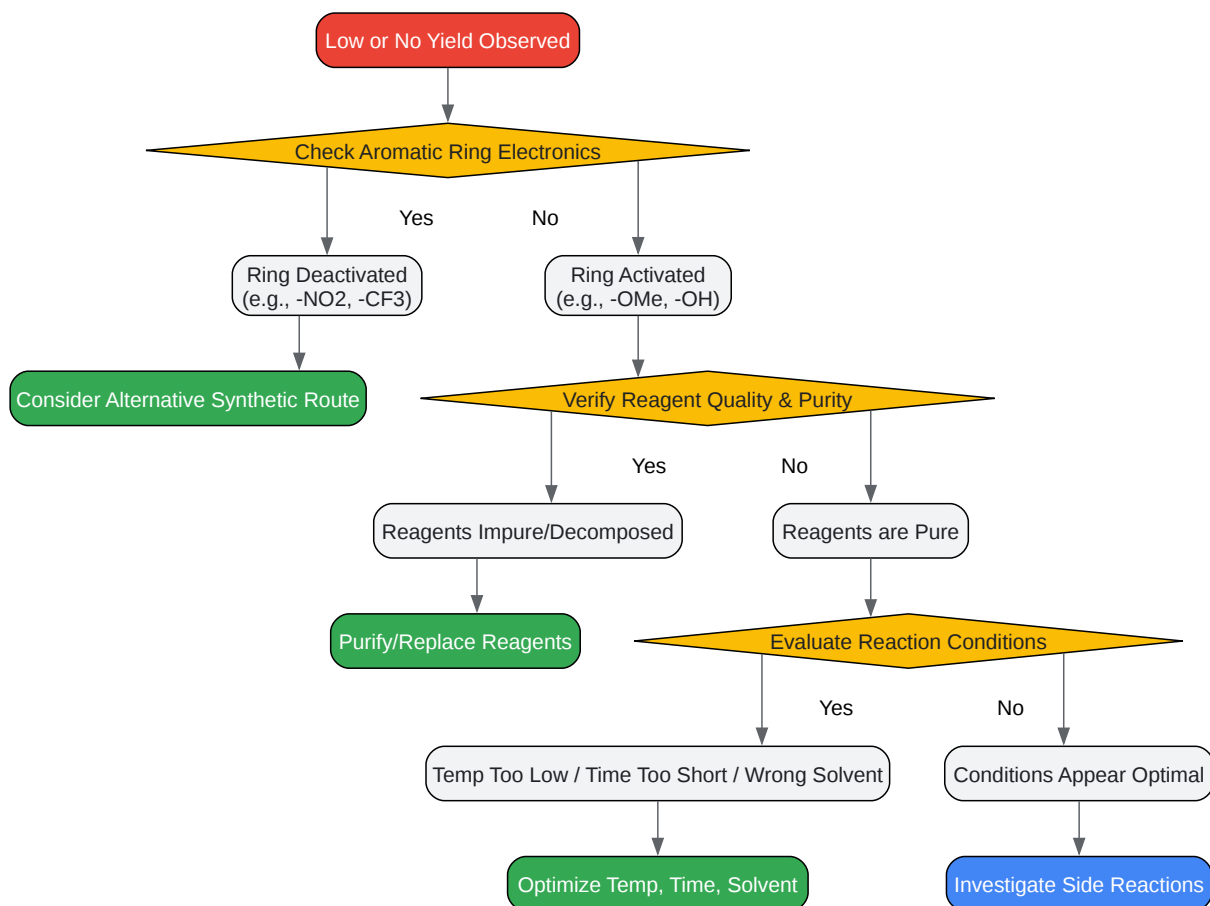 Low or No Yield Observed
Check Aromatic Ring Electronics
Yes
No
Ring Deactivated
(e.g., -NO2, -CF3)
Ring Activated
(e.g., -OMe, -OH)
Consider Alternative Synthetic Route
Verify Reagent Quality & Purity
Yes
No
Reagents Impure/Decomposed
Reagents are Pure
Purify/Replace Reagents
Evaluate Reaction Conditions
Yes
No
Temp Too Low / Time Too Short / Wrong Solvent
Conditions Appear Optimal
Optimize Temp, Time, Solvent
Investigate Side Reactions